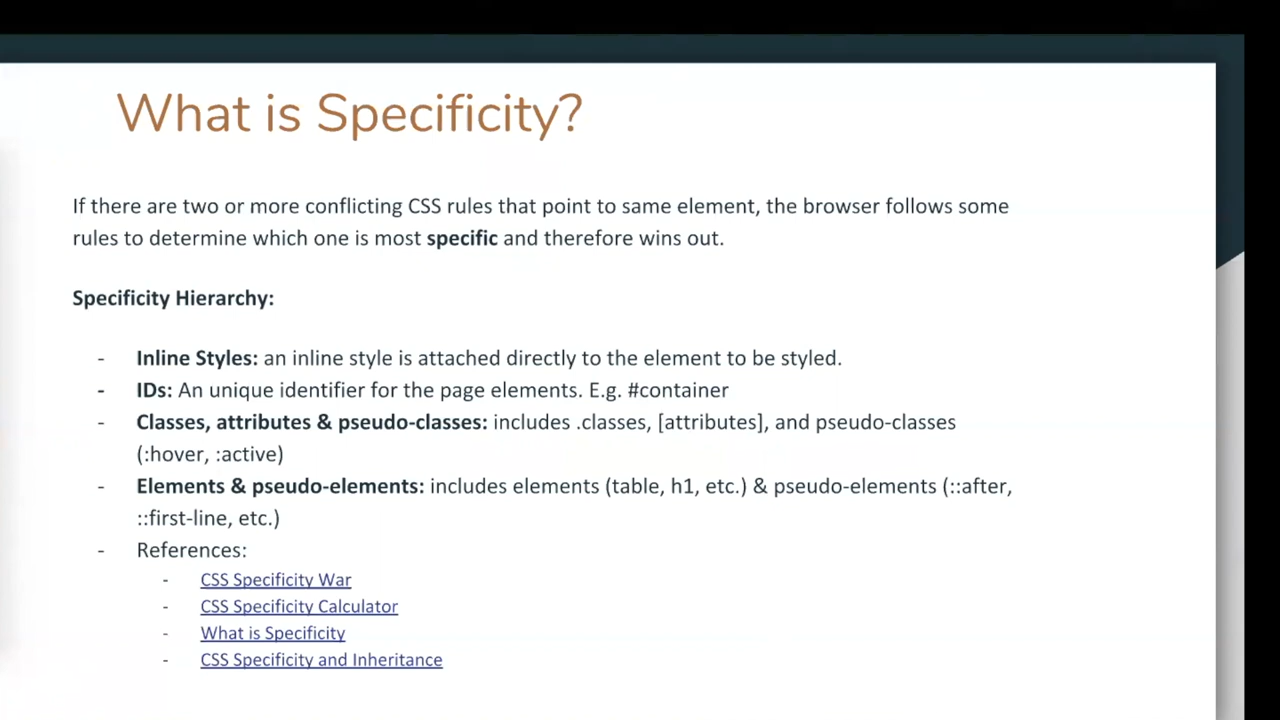 What is Specificity?
If there are two or more conflicting CSS rules that point to same element, the browser follows some
rules to determine which one is most specific and therefore wins out.
Specificity Hierarchy:
- Inline Styles: an inline style is attached directly to the element to be styled.
- IDs: An unique identifier for the page elements. E.g. #container
- Classes, attributes & pseudo-classes: includes .classes, [attributes], and pseudo-classes
(:hover, :active)
- Elements & pseudo-elements: includes elements (table, h1, etc.) & pseudo-elements (::after,
::first-line, etc.)
- References:
- CSS Specificity War
- CSS Specificity Calculator
- What is Specificity
- CSS Specificity and Inheritance